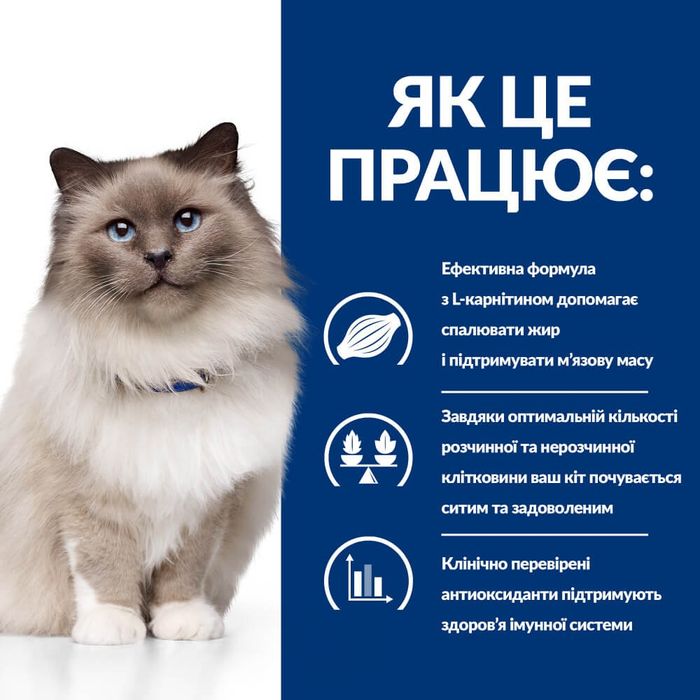 ЯК ЦЕ
ПРАЦЮЄ:
Ефективна формула
з L-карнітином допомагає
спалювати жир
і підтримувати м’язову масу
Завдяки оптимальній кількості
розчинної та нерозчинної
клітковини ваш кіт почувається
ситим та задоволеним
Клінічно перевірені
антиоксиданти підтримують
здоров’я імунної системи